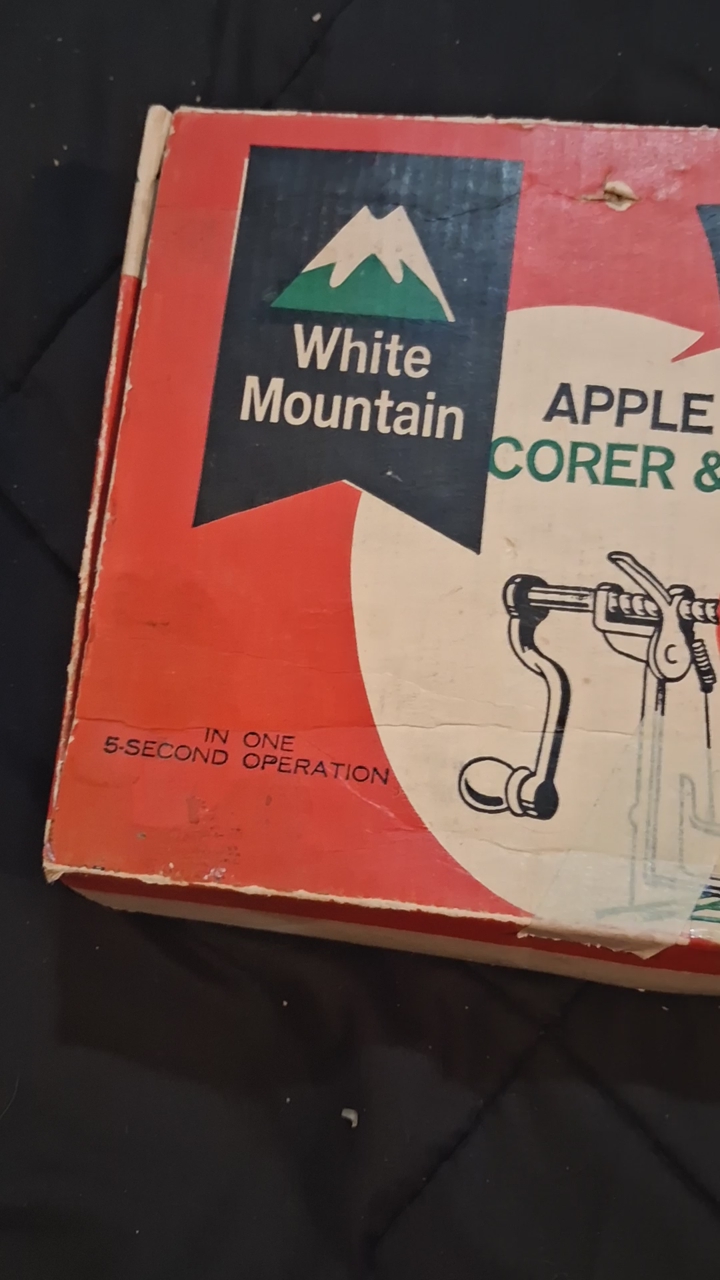 White
Mountain
APPLE
CORER &
IN ONE
5-SECOND OPERATION